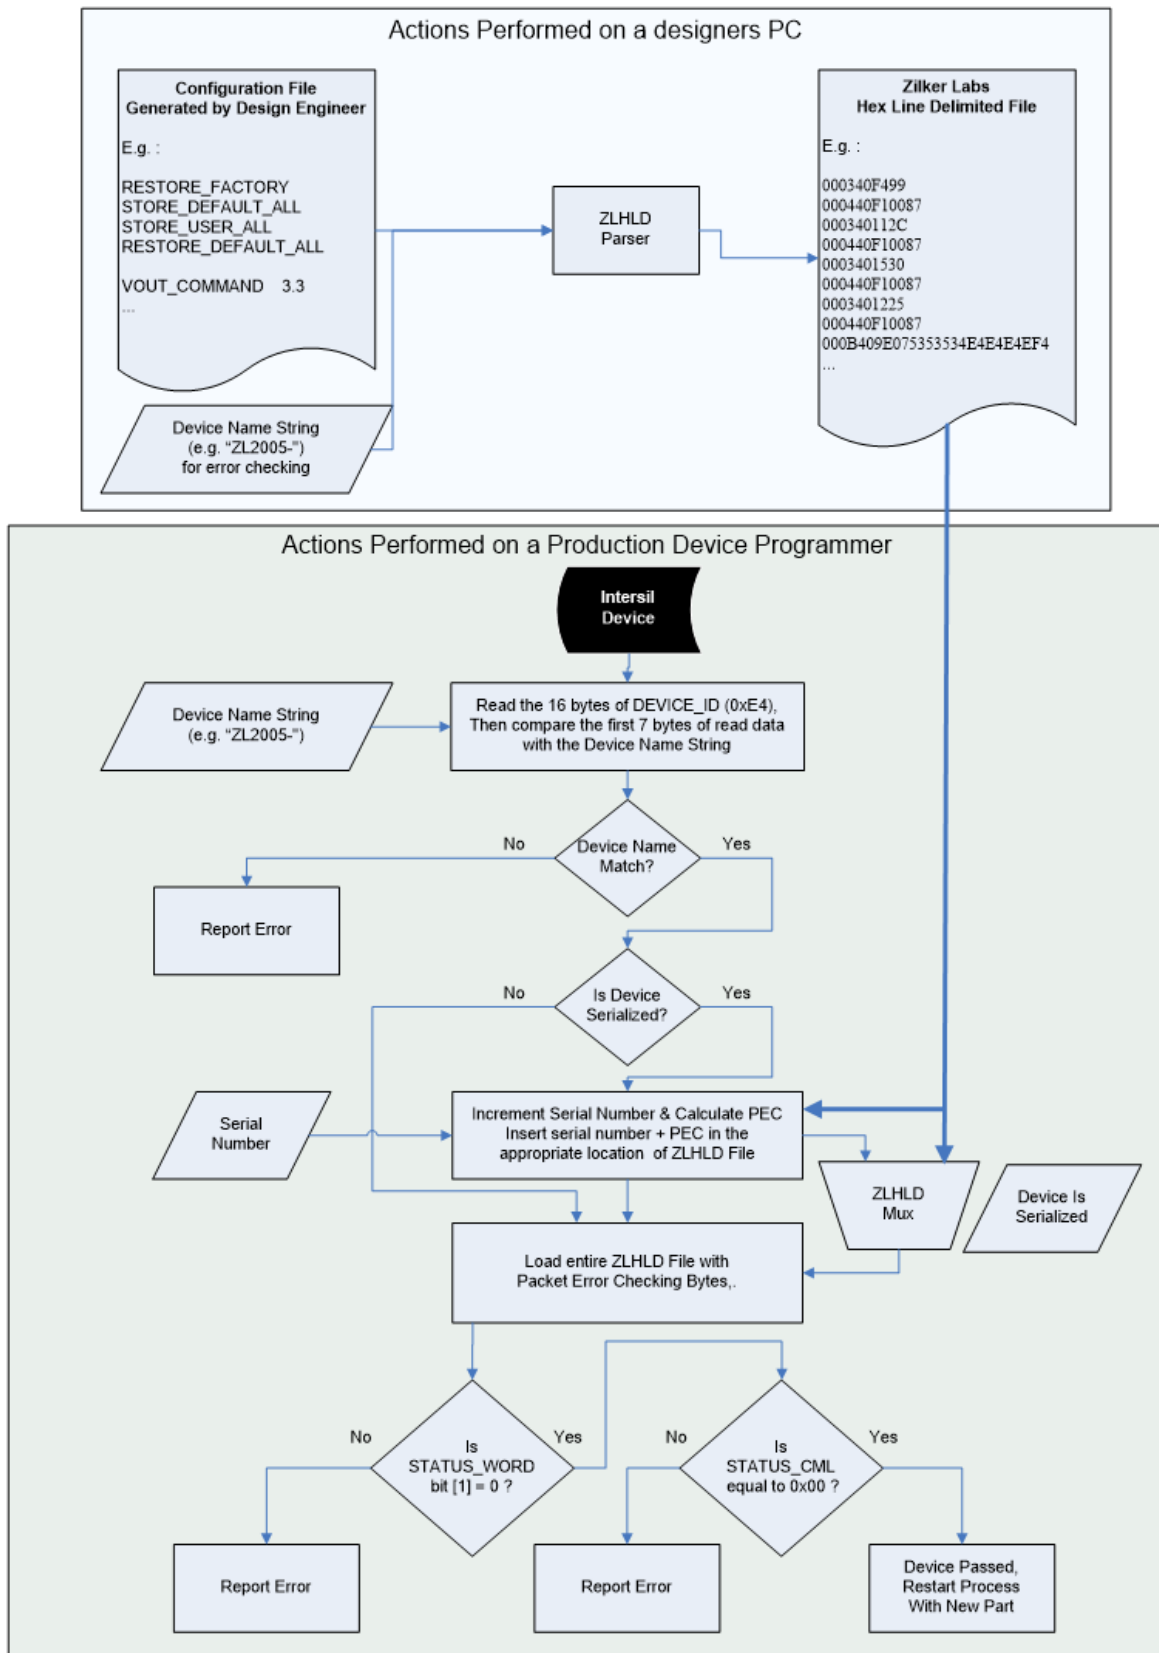 Actions Performed on a designers PC
Configuration File
Generated by Design Engineer
E.g. :
RESTORE_FACTORY
STORE_DEFAULT_ALL
STORE_USER_ALL
RESTORE_DEFAULT_ALL
VOUT_COMMAND 3.3
...
Device Name String
(e.g. "ZL2005-")
for error checking
ZLHLD
Parser
Zilker Labs
Hex Line Delimited File
E.g. :
000340F499
000440F10087
000340112C
000440F10087
0003401530
000440F10087
0003401225
000440F10087
000B409E075353534E4E4E4EF4
...
Actions Performed on a Production Device Programmer
Intersil
Device
Device Name String
(e.g. "ZL2005-")
Read the 16 bytes of DEVICE_ID (0xE4),
Then compare the first 7 bytes of read data
with the Device Name String
No
Device Name
Match?
Yes
Report Error
No
Is Device
Serialized?
Yes
Serial
Number
Increment Serial Number & Calculate PEC
Insert serial number + PEC in the
appropriate location of ZLHLD File
ZLHLD
Mux
Device Is
Serialized
Load entire ZLHLD File with
Packet Error Checking Bytes,.
No
Is
STATUS_WORD
bit [1] = 0 ?
Yes
No
Is
STATUS_CML
equal to 0x00 ?
Yes
Report Error
Report Error
Device Passed,
Restart Process
With New Part